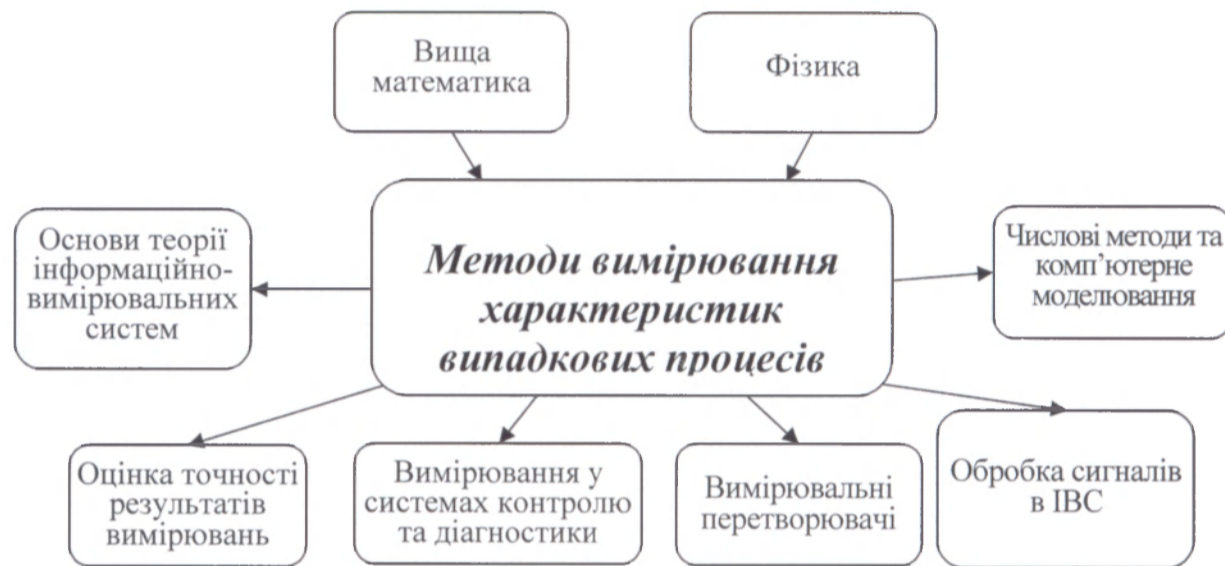 Вища
математика
Фізика
Основи теорії
інформаційно-
вимірювальних
систем
Методи вимірювання
характеристик
випадкових процесів
Числові методи та
комп’ютерне
моделювання
Оцінка точності
результатів
вимірювань
Вимірювання у
системах контролю
та діагностики
Вимірювальні
перетворювачі
Обробка сигналів
в ІВС